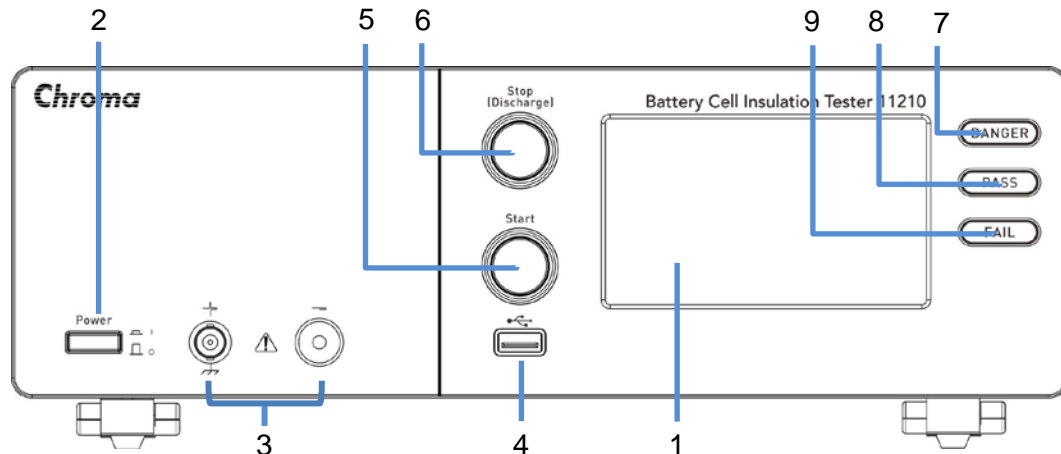 2
5
6
9
8
7
Chroma
Stop
(Discharge)
Battery Cell Insulation Tester 11210
DANGER
PASS
Start
FAIL
Power
+
−
I
O
3
4
1